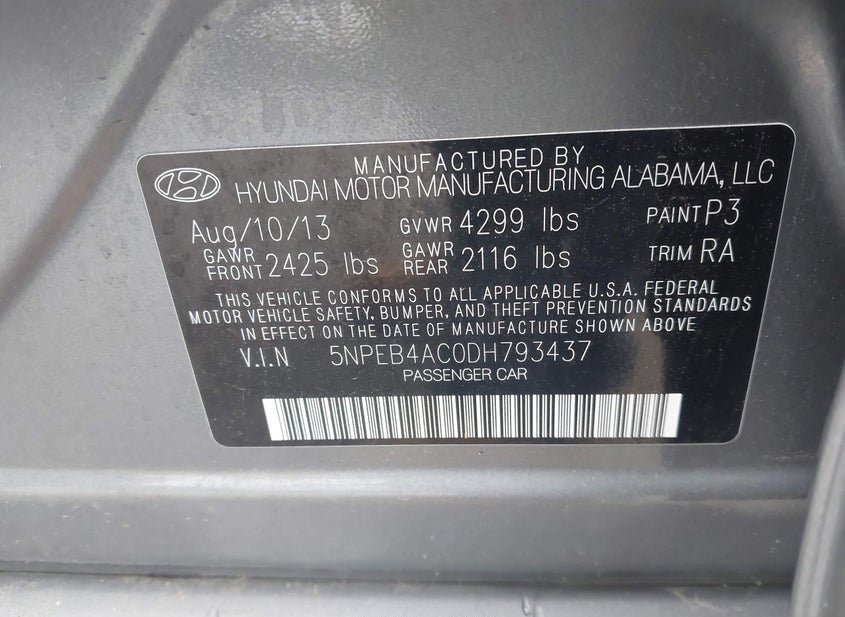 MANUFACTURED BY
HYUNDAI MOTOR MANUFACTURING ALABAMA, LLC
Aug/10/13 GVWR 4299 lbs PAINT P3
GAWR FRONT 2425 lbs GAWR REAR 2116 lbs TRIM RA
THIS VEHICLE CONFORMS TO ALL APPLICABLE U.S.A. FEDERAL
MOTOR VEHICLE SAFETY, BUMPER, AND THEFT PREVENTION STANDARDS
IN EFFECT ON THE DATE OF MANUFACTURE SHOWN ABOVE
V.I.N 5NPEB4AC0DH793437
PASSENGER CAR